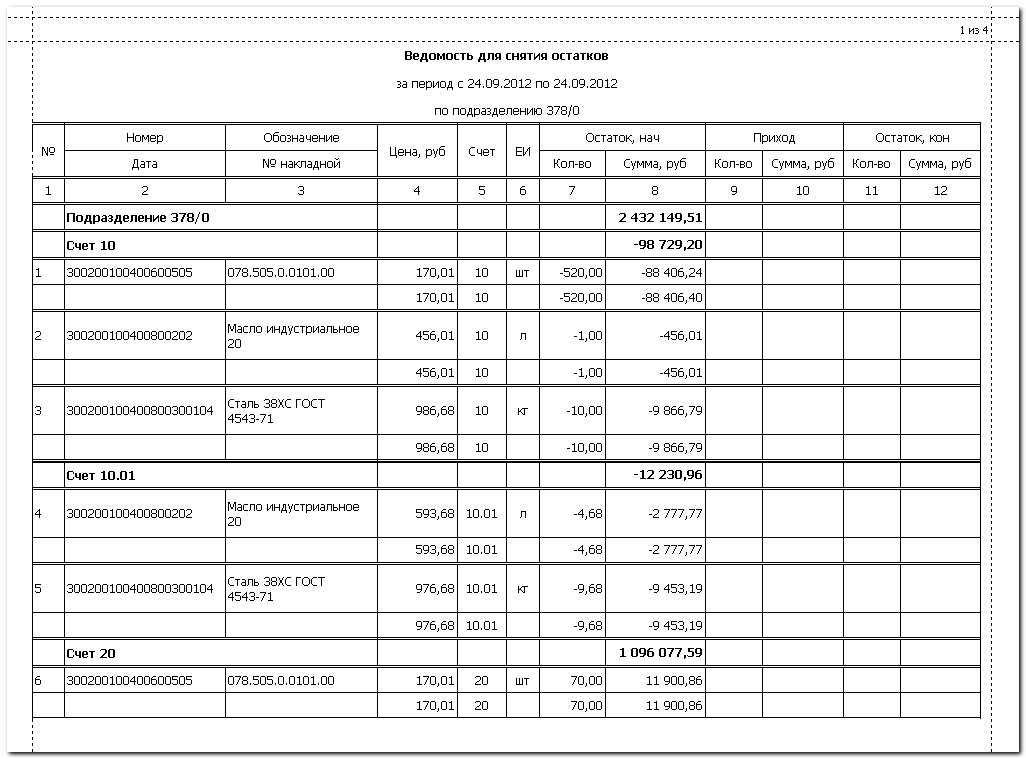 1 из 4
Ведомость для снятия остатков
за период с 24.09.2012 по 24.09.2012
по подразделению 378/0
№ Номер Обозначение Цена, руб Счет ЕИ Остаток, нач Приход Остаток, кон
Дата № накладной Кол-во Сумма, руб Кол-во Сумма, руб Кол-во Сумма, руб
1 2 3 4 5 6 7 8 9 10 11 12
Подразделение 378/0 2 432 149,51
Счет 10 -98 729,20
1 300200100400600505 078.505.0.0101.00 170,01 10 шт -520,00 -88 406,24
170,01 10 -520,00 -88 406,40
2 300200100400800202 Масло индустриальное 20 456,01 10 л -1,00 -456,01
456,01 10 -1,00 -456,01
3 300200100400800300104 Сталь 38ХС ГОСТ 4543-71 986,68 10 кг -10,00 -9 866,79
986,68 10 -10,00 -9 866,79
Счет 10.01 -12 230,96
4 300200100400800202 Масло индустриальное 20 593,68 10.01 л -4,68 -2 777,77
593,68 10.01 -4,68 -2 777,77
5 300200100400800300104 Сталь 38ХС ГОСТ 4543-71 976,68 10.01 кг -9,68 -9 453,19
976,68 10.01 -9,68 -9 453,19
Счет 20 1 096 077,59
6 300200100400600505 078.505.0.0101.00 170,01 20 шт 70,00 11 900,86
170,01 20 70,00 11 900,86